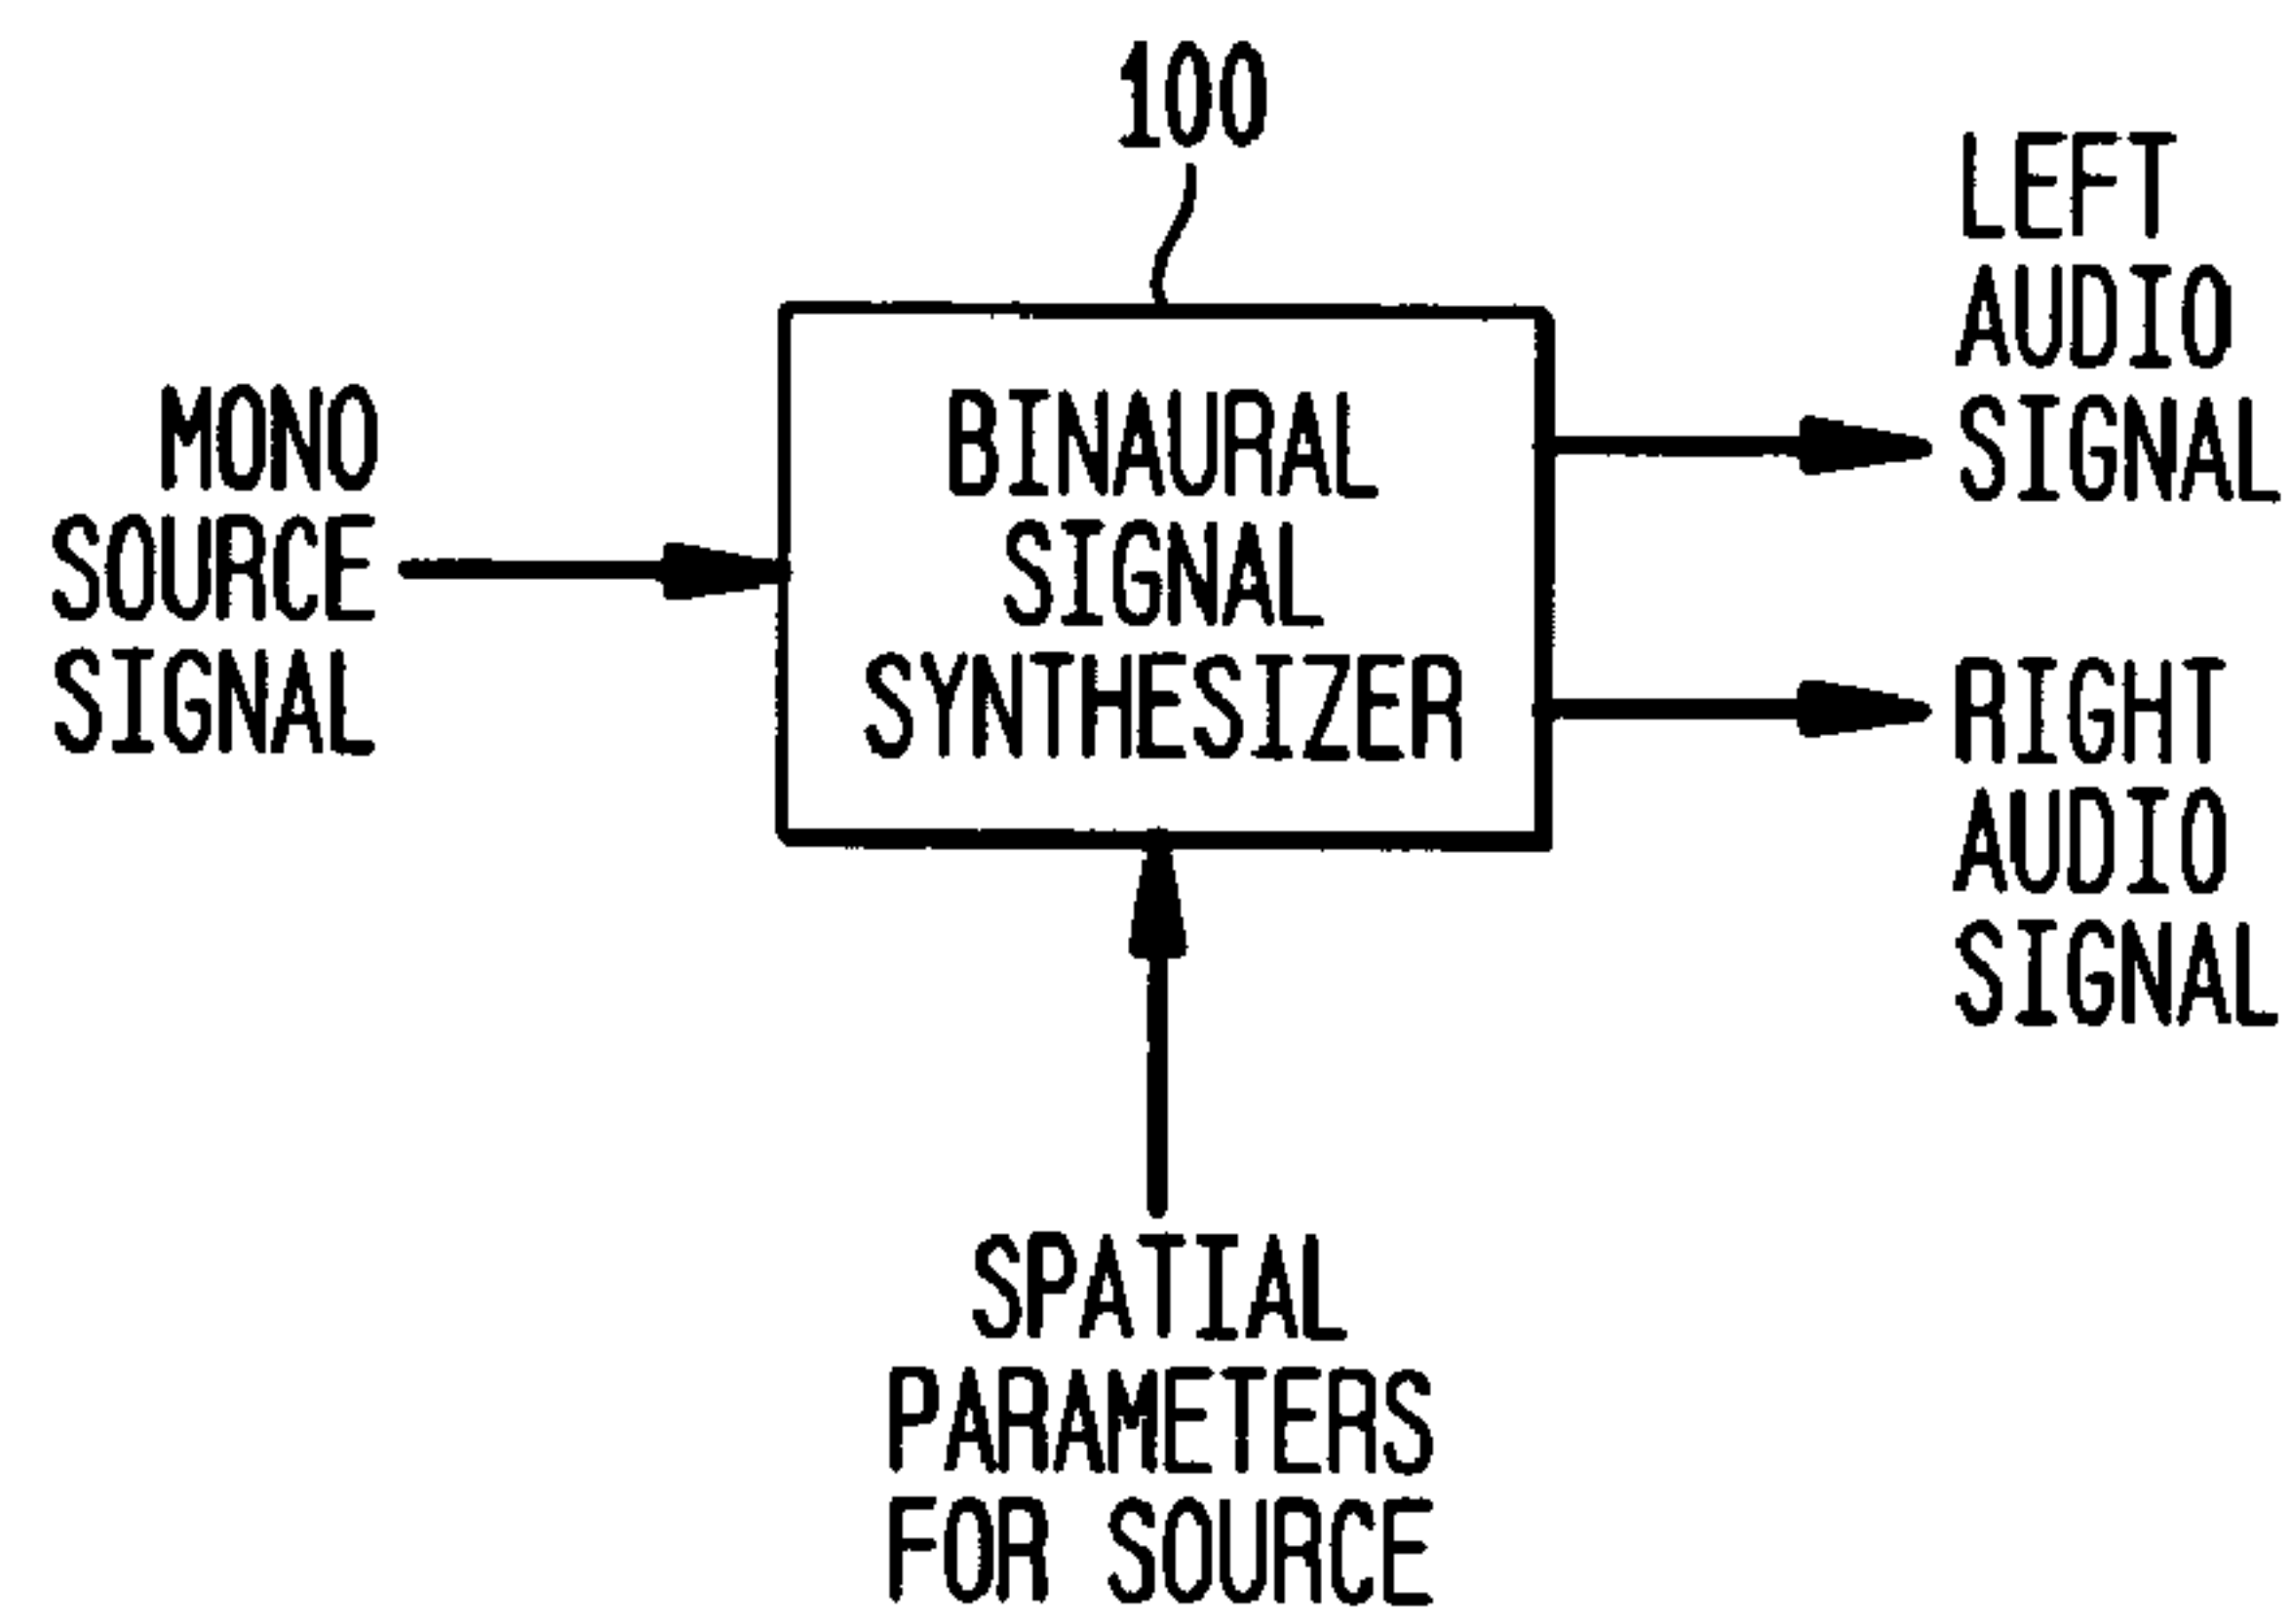 100
MONO
SOURCE
SIGNAL
BINAURAL
SIGNAL
SYNTHESIZER
LEFT
AUDIO
SIGNAL
RIGHT
AUDIO
SIGNAL
SPATIAL
PARAMETERS
FOR SOURCE